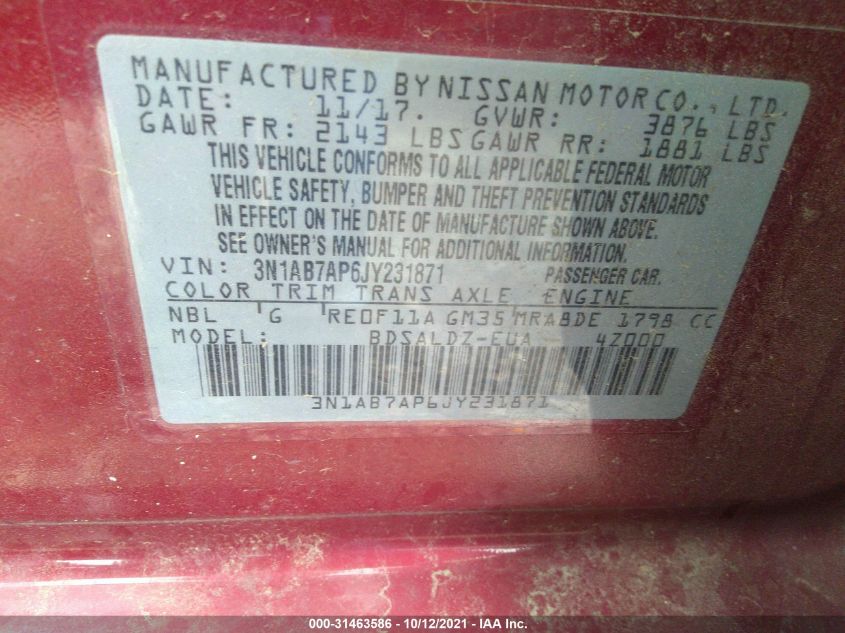 MANUFACTURED BY NISSAN MOTOR CO., LTD.
DATE: 11/17. GVWR: 3876 LBS
GAWR FR: 2143 LBS GAWR RR: 1881 LBS
THIS VEHICLE CONFORMS TO ALL APPLICABLE FEDERAL MOTOR
VEHICLE SAFETY, BUMPER AND THEFT PREVENTION STANDARDS
IN EFFECT ON THE DATE OF MANUFACTURE SHOWN ABOVE.
SEE OWNER'S MANUAL FOR ADDITIONAL INFORMATION.
VIN: 3N1AB7AP6JY231871 PASSENGER CAR.
COLOR TRIM TRANS AXLE ENGINE
NBL G RE0F11A GM35 MRA8DE 1798 CC
MODEL: BDSALDZ-EUA - 4Z000
3N1AB7AP6JY231871
000-31463586 - 10/12/2021 - IAA Inc.